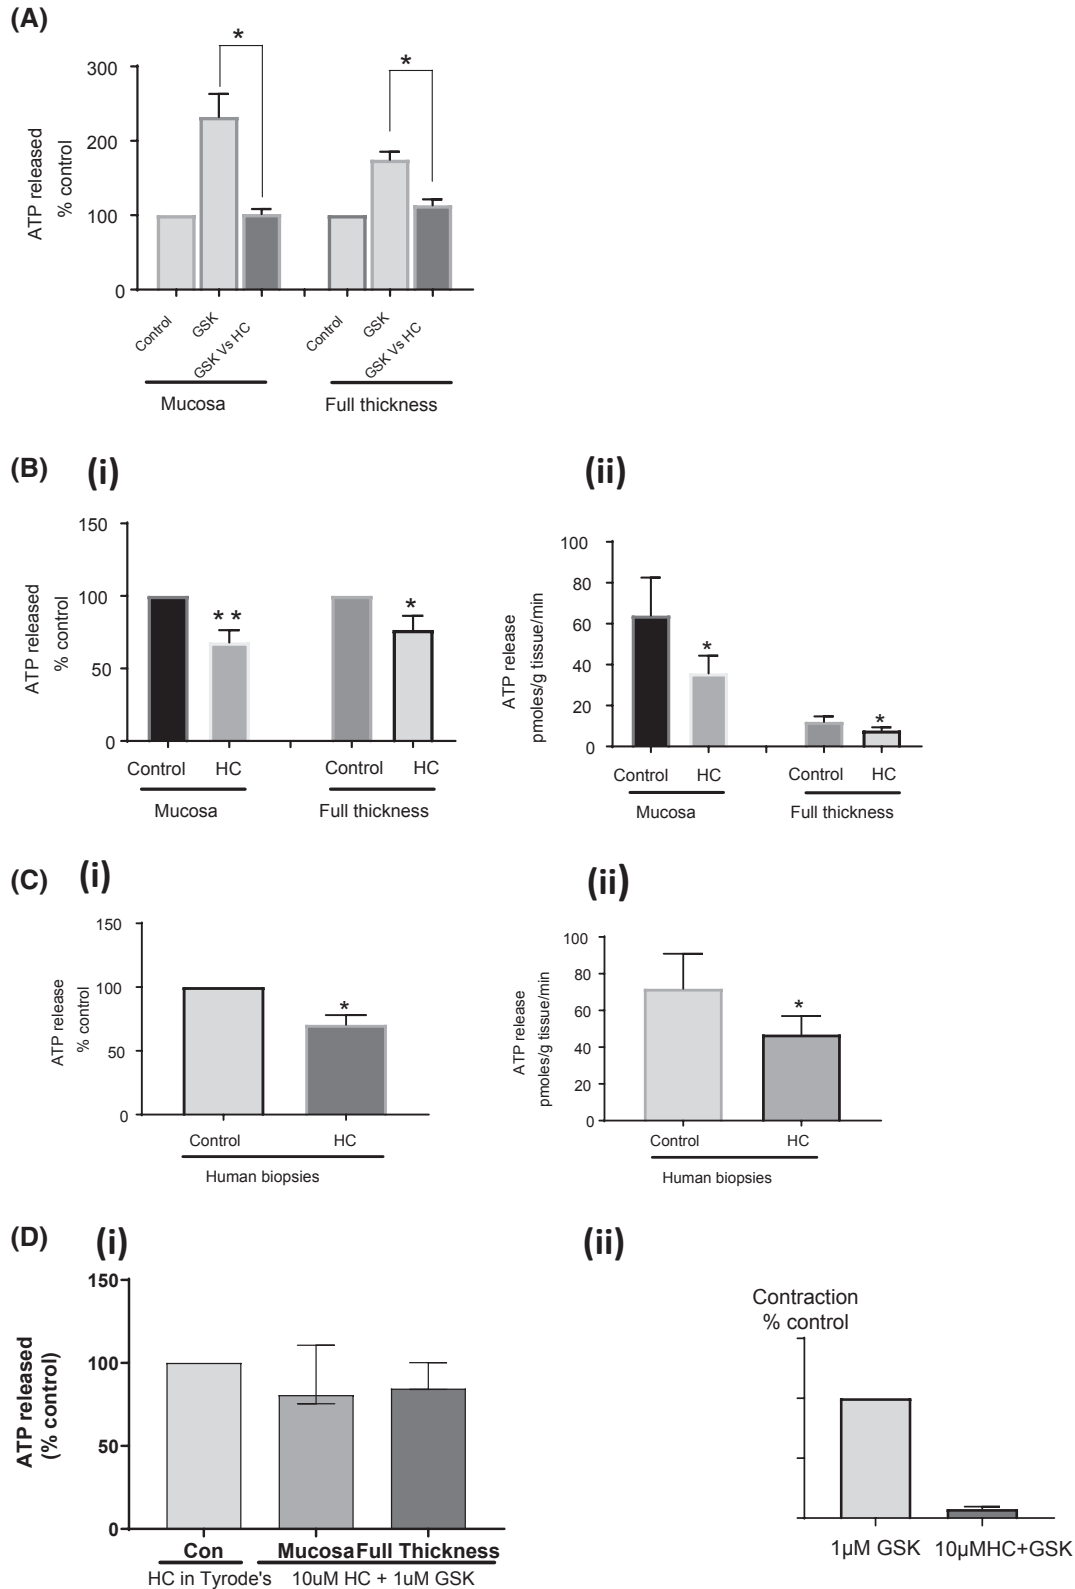 (A)
*
*
300
200
100
0
ATP released
% control
Control
GSK
GSK Vs HC
Control
GSK
GSK Vs HC
Mucosa
Full thickness
(B)
(i)
150
100
50
0
ATP released
% control
* *
*
Control
HC
Control
HC
Mucosa
Full thickness
(ii)
100
80
60
40
20
0
ATP release
pmoles/g tissue/min
*
*
Control
HC
Control
HC
Mucosa
Full thickness
(C)
(i)
150
100
50
0
ATP release
% control
*
Control
HC
Human biopsies
(ii)
100
80
60
40
20
0
ATP release
pmoles/g tissue/min
*
Control
HC
Human biopsies
(D)
(i)
150
100
50
0
ATP released
(% control)
Con
Mucosa
Full Thickness
HC in Tyrode's
10uM HC + 1uM GSK
(ii)
Contraction
% control
1µM GSK
10µMHC+GSK